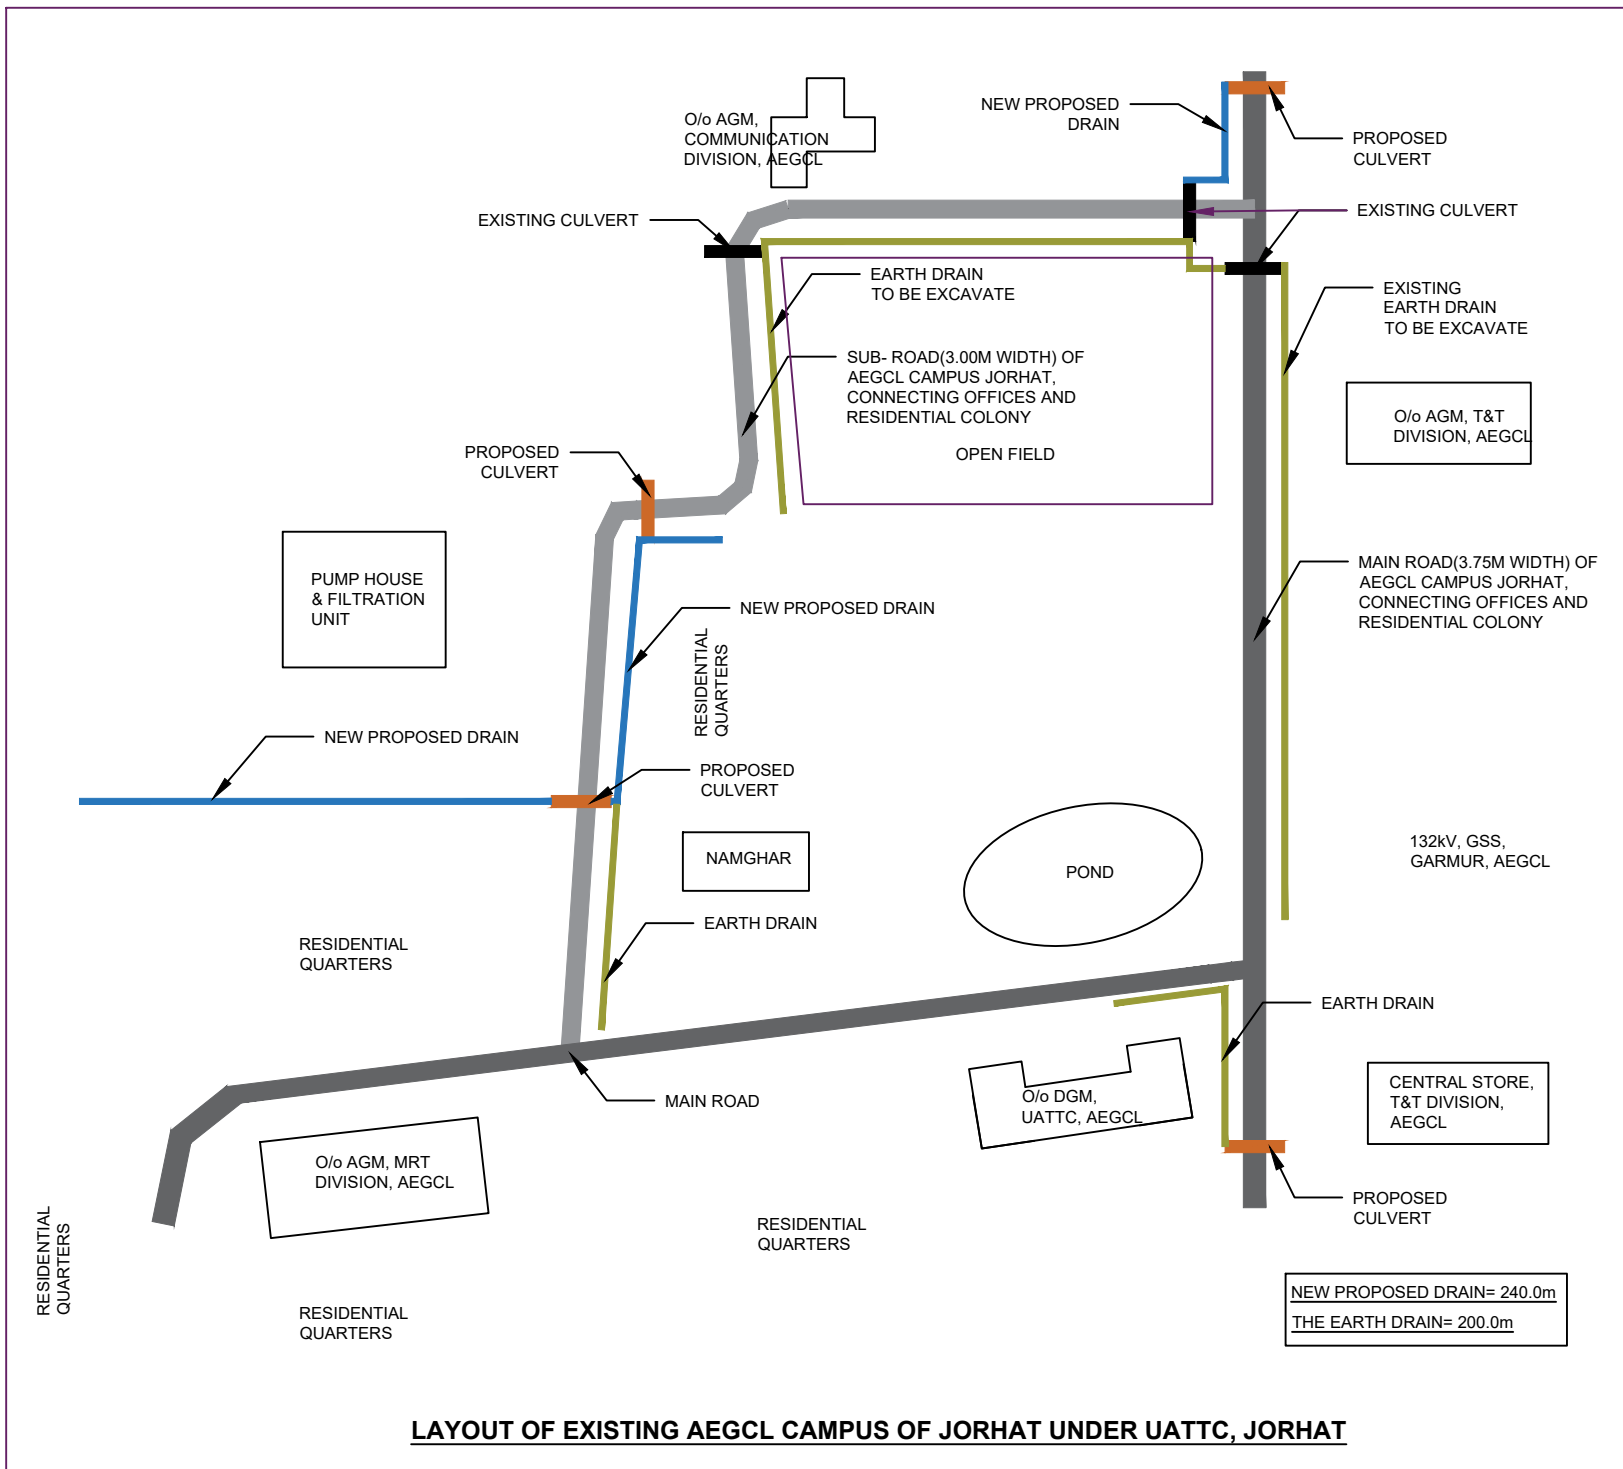 NEW PROPOSED
DRAIN
O/o AGM,
COMMUNICATION
DIVISION, AEGCL
PROPOSED
CULVERT
EXISTING CULVERT
EXISTING CULVERT
EARTH DRAIN
TO BE EXCAVATE
EXISTING
EARTH DRAIN
TO BE EXCAVATE
SUB- ROAD(3.00M WIDTH) OF
AEGCL CAMPUS JORHAT,
CONNECTING OFFICES AND
RESIDENTIAL COLONY
O/o AGM, T&T
DIVISION, AEGCL
OPEN FIELD
PROPOSED
CULVERT
PUMP HOUSE
& FILTRATION
UNIT
MAIN ROAD(3.75M WIDTH) OF
AEGCL CAMPUS JORHAT,
CONNECTING OFFICES AND
RESIDENTIAL COLONY
NEW PROPOSED DRAIN
RESIDENTIAL
QUARTERS
NEW PROPOSED DRAIN
PROPOSED
CULVERT
NAMGHAR
POND
132kV, GSS,
GARMUR, AEGCL
EARTH DRAIN
RESIDENTIAL
QUARTERS
EARTH DRAIN
MAIN ROAD
O/o DGM,
UATTC, AEGCL
CENTRAL STORE,
T&T DIVISION,
AEGCL
O/o AGM, MRT
DIVISION, AEGCL
PROPOSED
CULVERT
RESIDENTIAL
QUARTERS
RESIDENTIAL
QUARTERS
RESIDENTIAL
QUARTERS
NEW PROPOSED DRAIN= 240.0m
THE EARTH DRAIN= 200.0m
LAYOUT OF EXISTING AEGCL CAMPUS OF JORHAT UNDER UATTC, JORHAT